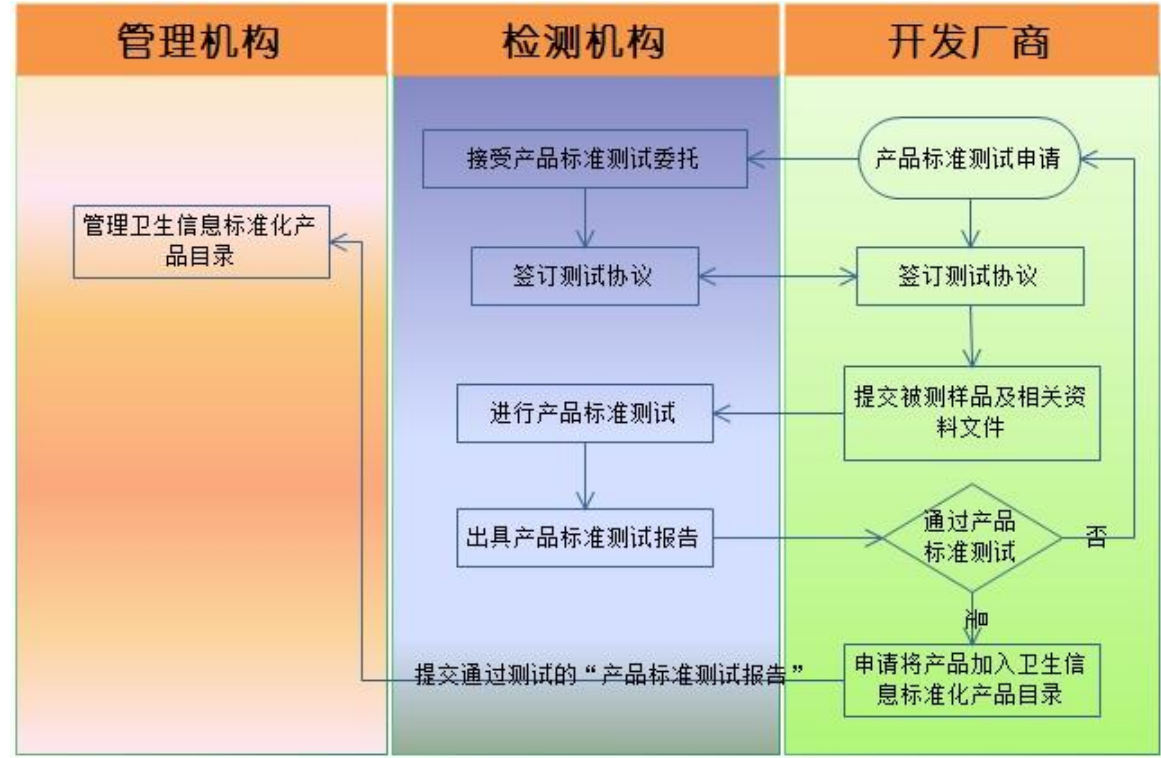 管理机构
检测机构
开发厂商
接受产品标准测试委托
产品标准测试申请
管理卫生信息标准化产
品目录
签订测试协议
签订测试协议
进行产品标准测试
提交被测样品及相关资
料文件
出具产品标准测试报告
通过产品
标准测试
否
是
提交通过测试的“产品标准测试报告”
申请将产品加入卫生信
息标准化产品目录